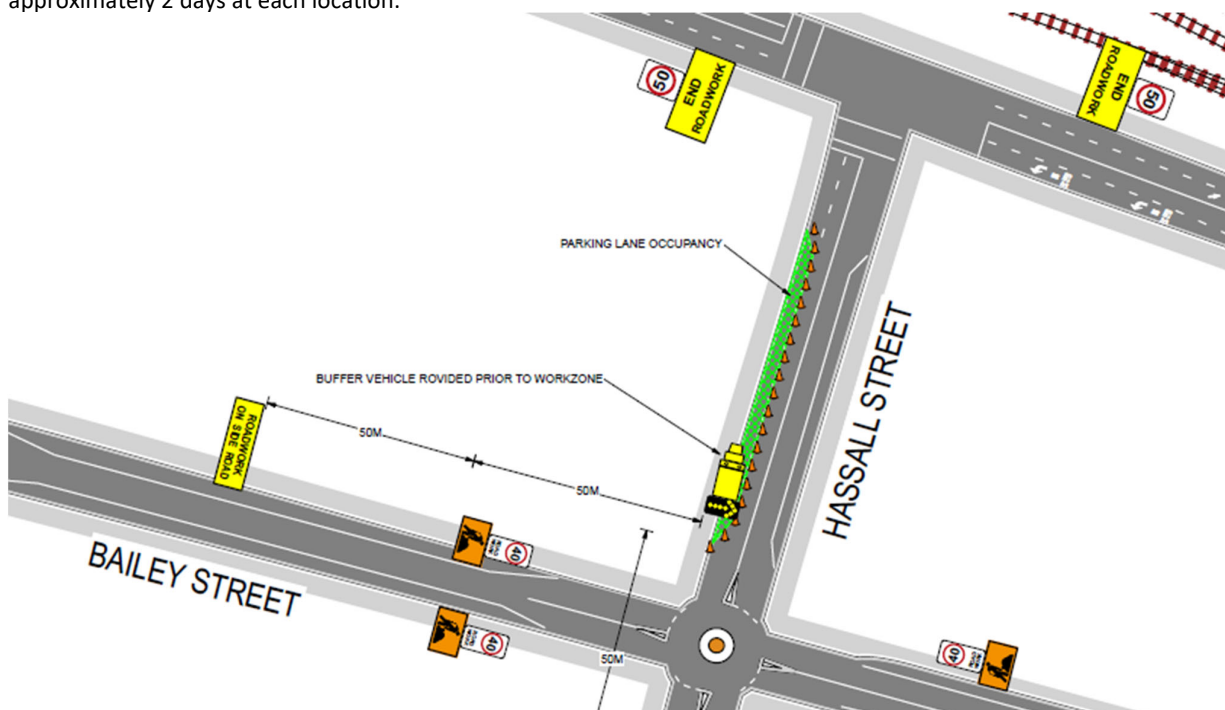 approximately 2 days at each location.
50
END
ROADWORK
END
ROADWORK
50
PARKING LANE OCCUPANCY
HASSALL STREET
BUFFER VEHICLE ROVIDED PRIOR TO WORKZONE
ROADWORK
ON SIDE ROAD
50M
50M
40
BAILEY STREET
40
50M
40